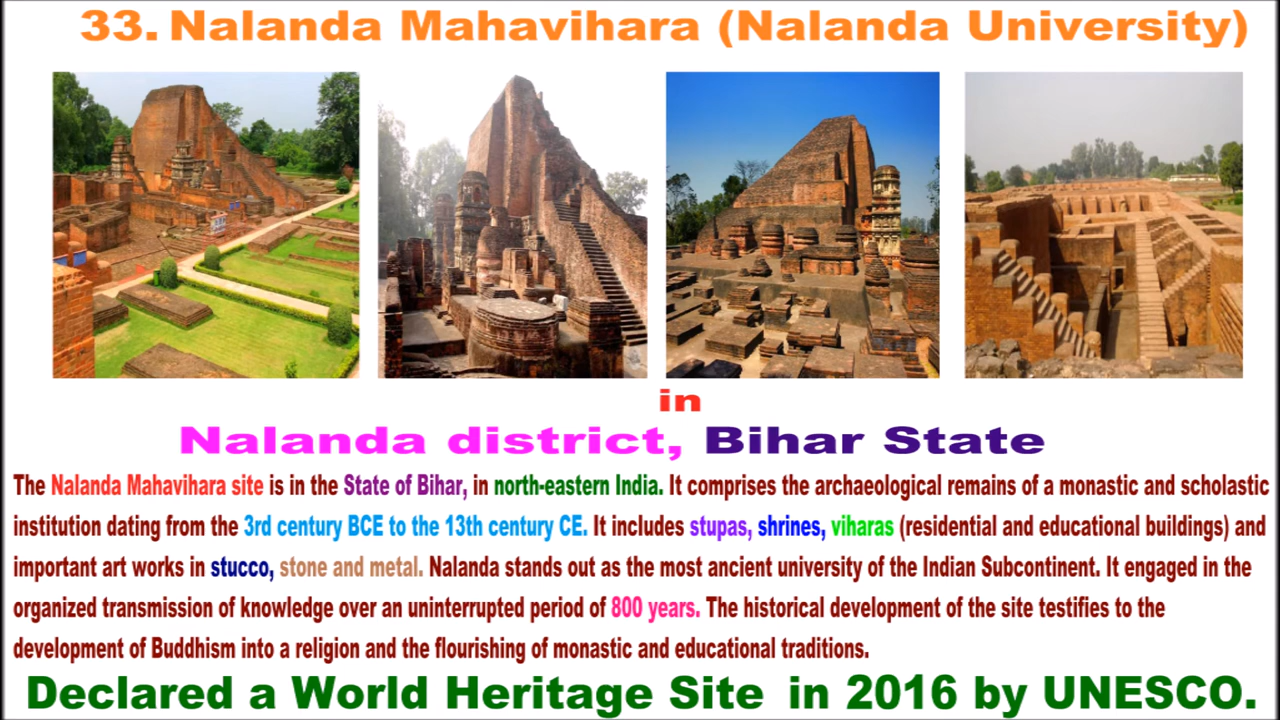 33. Nalanda Mahavihara (Nalanda University)
in
Nalanda district, Bihar State
The Nalanda Mahavihara site is in the State of Bihar, in north-eastern India. It comprises the archaeological remains of a monastic and scholastic
institution dating from the 3rd century BCE to the 13th century CE. It includes stupas, shrines, viharas (residential and educational buildings) and
important art works in stucco, stone and metal. Nalanda stands out as the most ancient university of the Indian Subcontinent. It engaged in the
organized transmission of knowledge over an uninterrupted period of 800 years. The historical development of the site testifies to the
development of Buddhism into a religion and the flourishing of monastic and educational traditions.
Declared a World Heritage Site in 2016 by UNESCO.